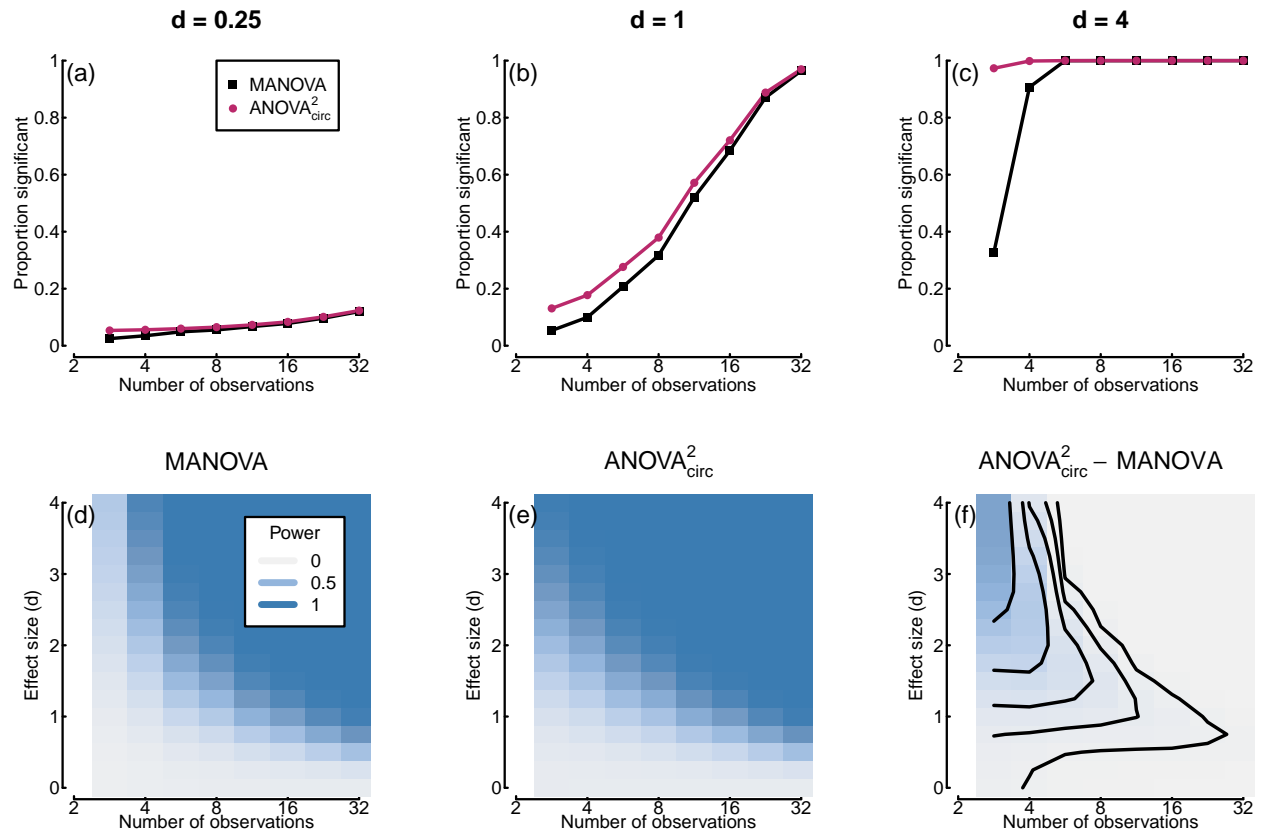 d = 0.25
d = 1
d = 4
(a)
MANOVA
ANOVA²circ
1
0.8
0.6
0.4
0.2
0
Proportion significant
2 4 8 16 32
Number of observations
(b)
1
0.8
0.6
0.4
0.2
0
Proportion significant
2 4 8 16 32
Number of observations
(c)
1
0.8
0.6
0.4
0.2
0
Proportion significant
2 4 8 16 32
Number of observations
MANOVA
(d)
Power
0
0.5
1
4
3
2
1
0
Effect size (d)
2 4 8 16 32
Number of observations
ANOVA²circ
(e)
4
3
2
1
0
Effect size (d)
2 4 8 16 32
Number of observations
ANOVA²circ − MANOVA
(f)
4
3
2
1
0
Effect size (d)
2 4 8 16 32
Number of observations